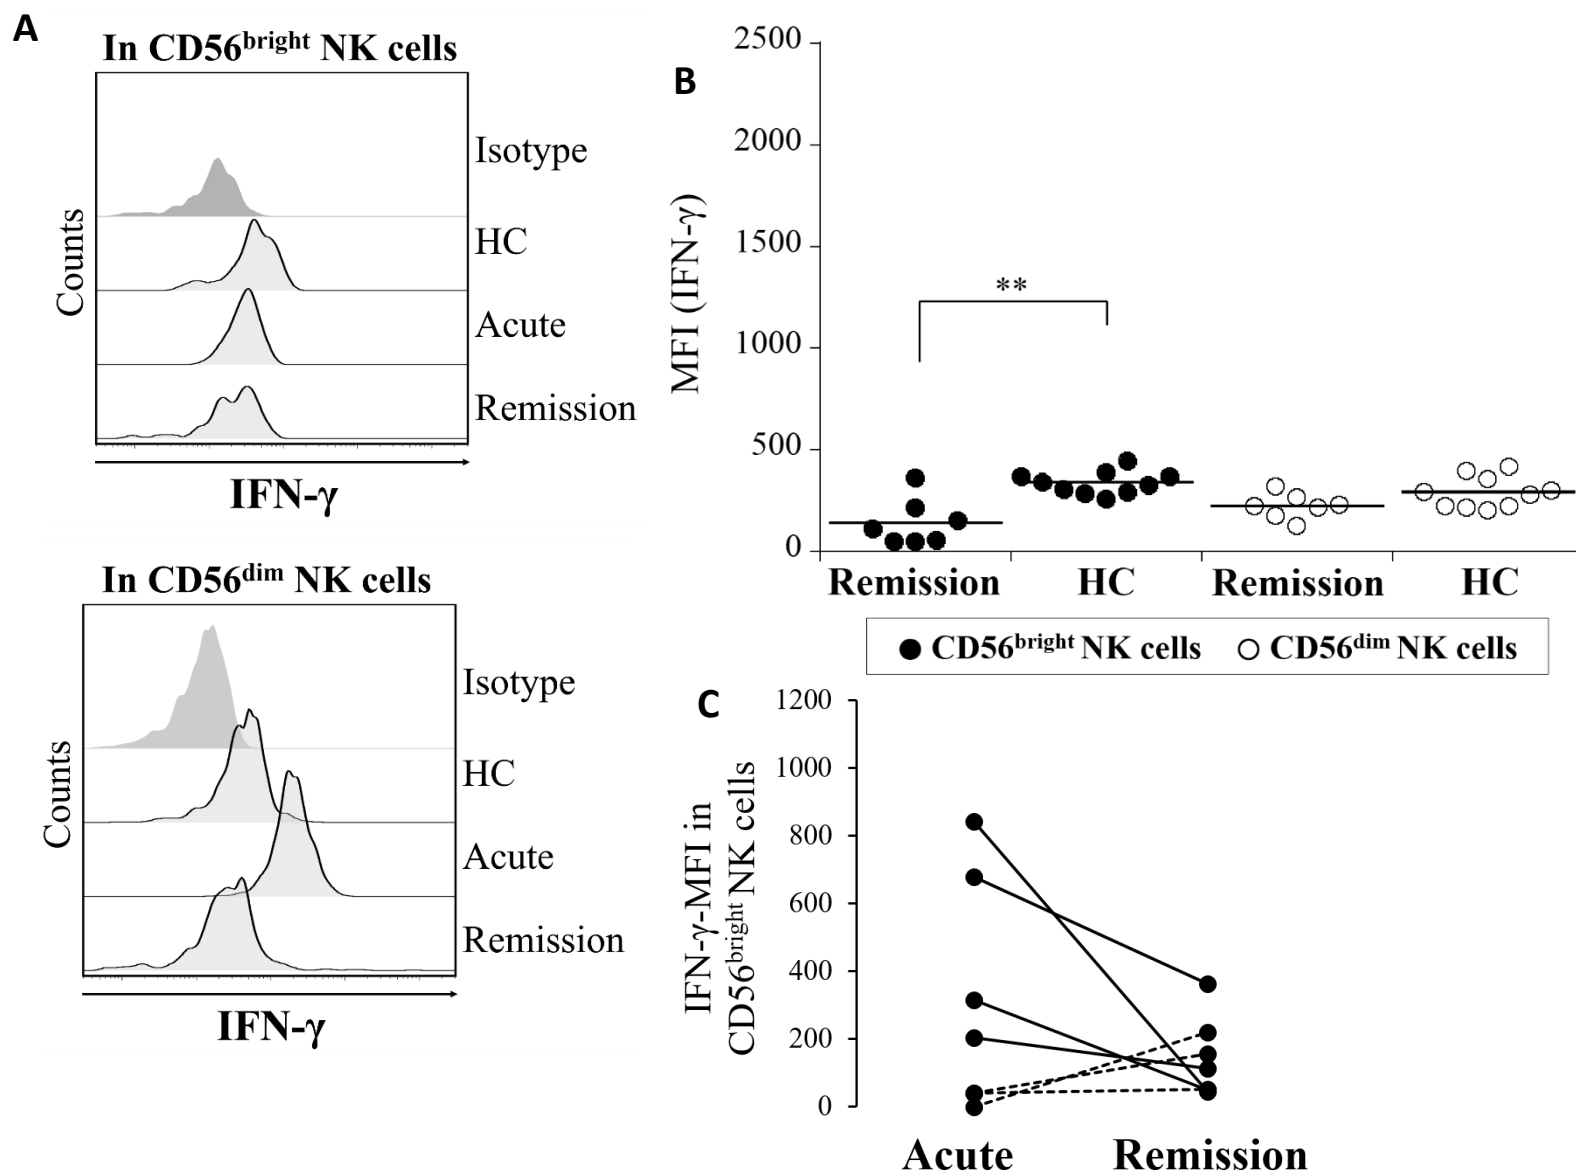 A
In CD56bright NK cells
Counts
Isotype
HC
Acute
Remission
IFN-γ
In CD56dim NK cells
Counts
Isotype
HC
Acute
Remission
IFN-γ
B
MFI (IFN-γ)
2500
2000
1500
1000
500
0
**
Remission HC Remission HC
CD56bright NK cells CD56dim NK cells
C
IFN-γ-MFI in
CD56bright NK cells
1200
1000
800
600
400
200
0
Acute Remission